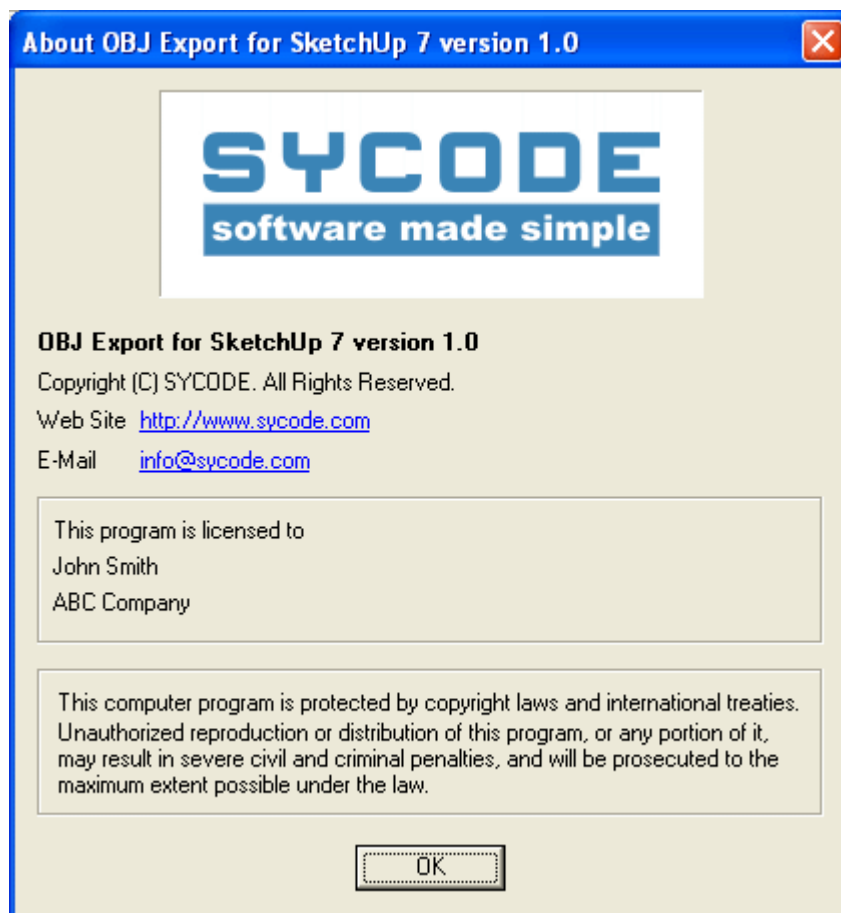 About OBJ Export for SketchUp 7 version 1.0
SYCODE
software made simple
OBJ Export for SketchUp 7 version 1.0
Copyright (C) SYCODE. All Rights Reserved.
Web Site http://www.sycode.com
E-Mail info@sycode.com
This program is licensed to
John Smith
ABC Company
This computer program is protected by copyright laws and international treaties.
Unauthorized reproduction or distribution of this program, or any portion of it,
may result in severe civil and criminal penalties, and will be prosecuted to the
maximum extent possible under the law.
OK